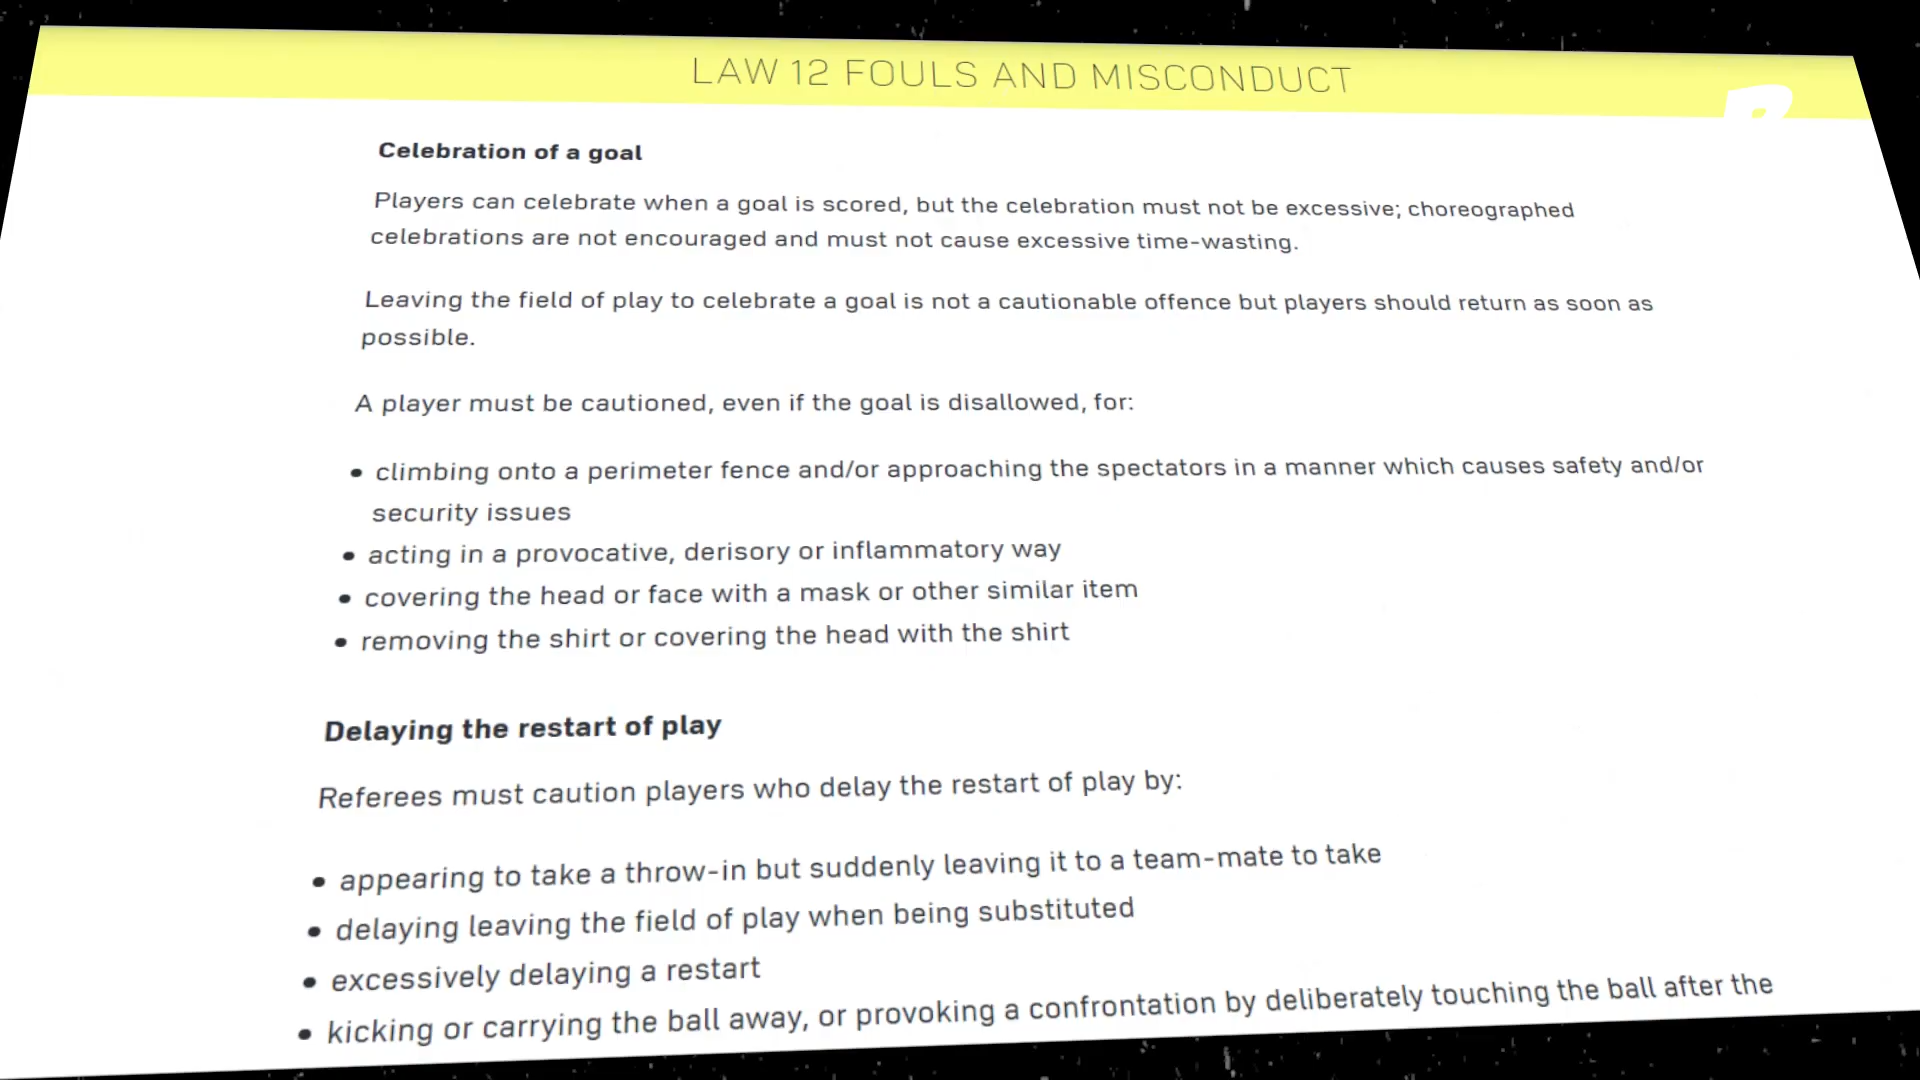 LAW 12 FOULS AND MISCONDUCT
Celebration of a goal
Players can celebrate when a goal is scored, but the celebration must not be excessive; choreographed
celebrations are not encouraged and must not cause excessive time-wasting.
Leaving the field of play to celebrate a goal is not a cautionable offence but players should return as soon as
possible.
A player must be cautioned, even if the goal is disallowed, for:
• climbing onto a perimeter fence and/or approaching the spectators in a manner which causes safety and/or
security issues
• acting in a provocative, derisory or inflammatory way
• covering the head or face with a mask or other similar item
• removing the shirt or covering the head with the shirt
Delaying the restart of play
Referees must caution players who delay the restart of play by:
• appearing to take a throw-in but suddenly leaving it to a team-mate to take
• delaying leaving the field of play when being substituted
• excessively delaying a restart
• kicking or carrying the ball away, or provoking a confrontation by deliberately touching the ball after the